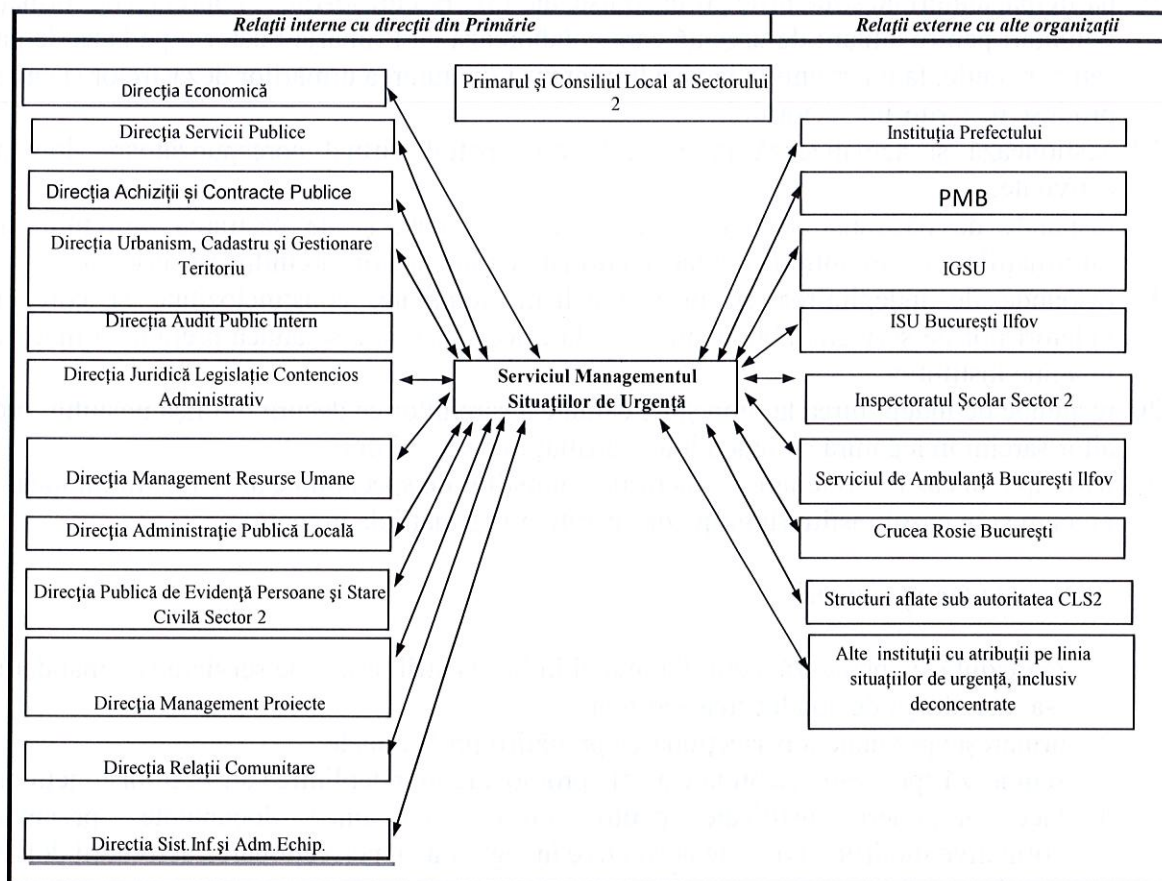 Relații interne cu direcții din Primărie
Relații externe cu alte organizații
Primarul și Consiliul Local al Sectorului
2
Direcția Economică
Direcția Servicii Publice
Direcția Achiziții și Contracte Publice
Direcția Urbanism, Cadastru și Gestionare
Teritoriu
Direcția Audit Public Intern
Direcția Juridică Legislație Contencios
Administrativ
Direcția Management Resurse Umane
Direcția Administrație Publică Locală
Direcția Publică de Evidență Persoane și Stare
Civilă Sector 2
Direcția Management Proiecte
Direcția Relații Comunitare
Directia Sist.Inf.și Adm.Echip.
Serviciul Managementul
Situațiilor de Urgență
Instituția Prefectului
PMB
IGSU
ISU București Ilfov
Inspectoratul Școlar Sector 2
Serviciul de Ambulanță București Ilfov
Crucea Rosie București
Structuri aflate sub autoritatea CLS2
Alte instituții cu atribuții pe linia
situațiilor de urgență, inclusiv
deconcentrate